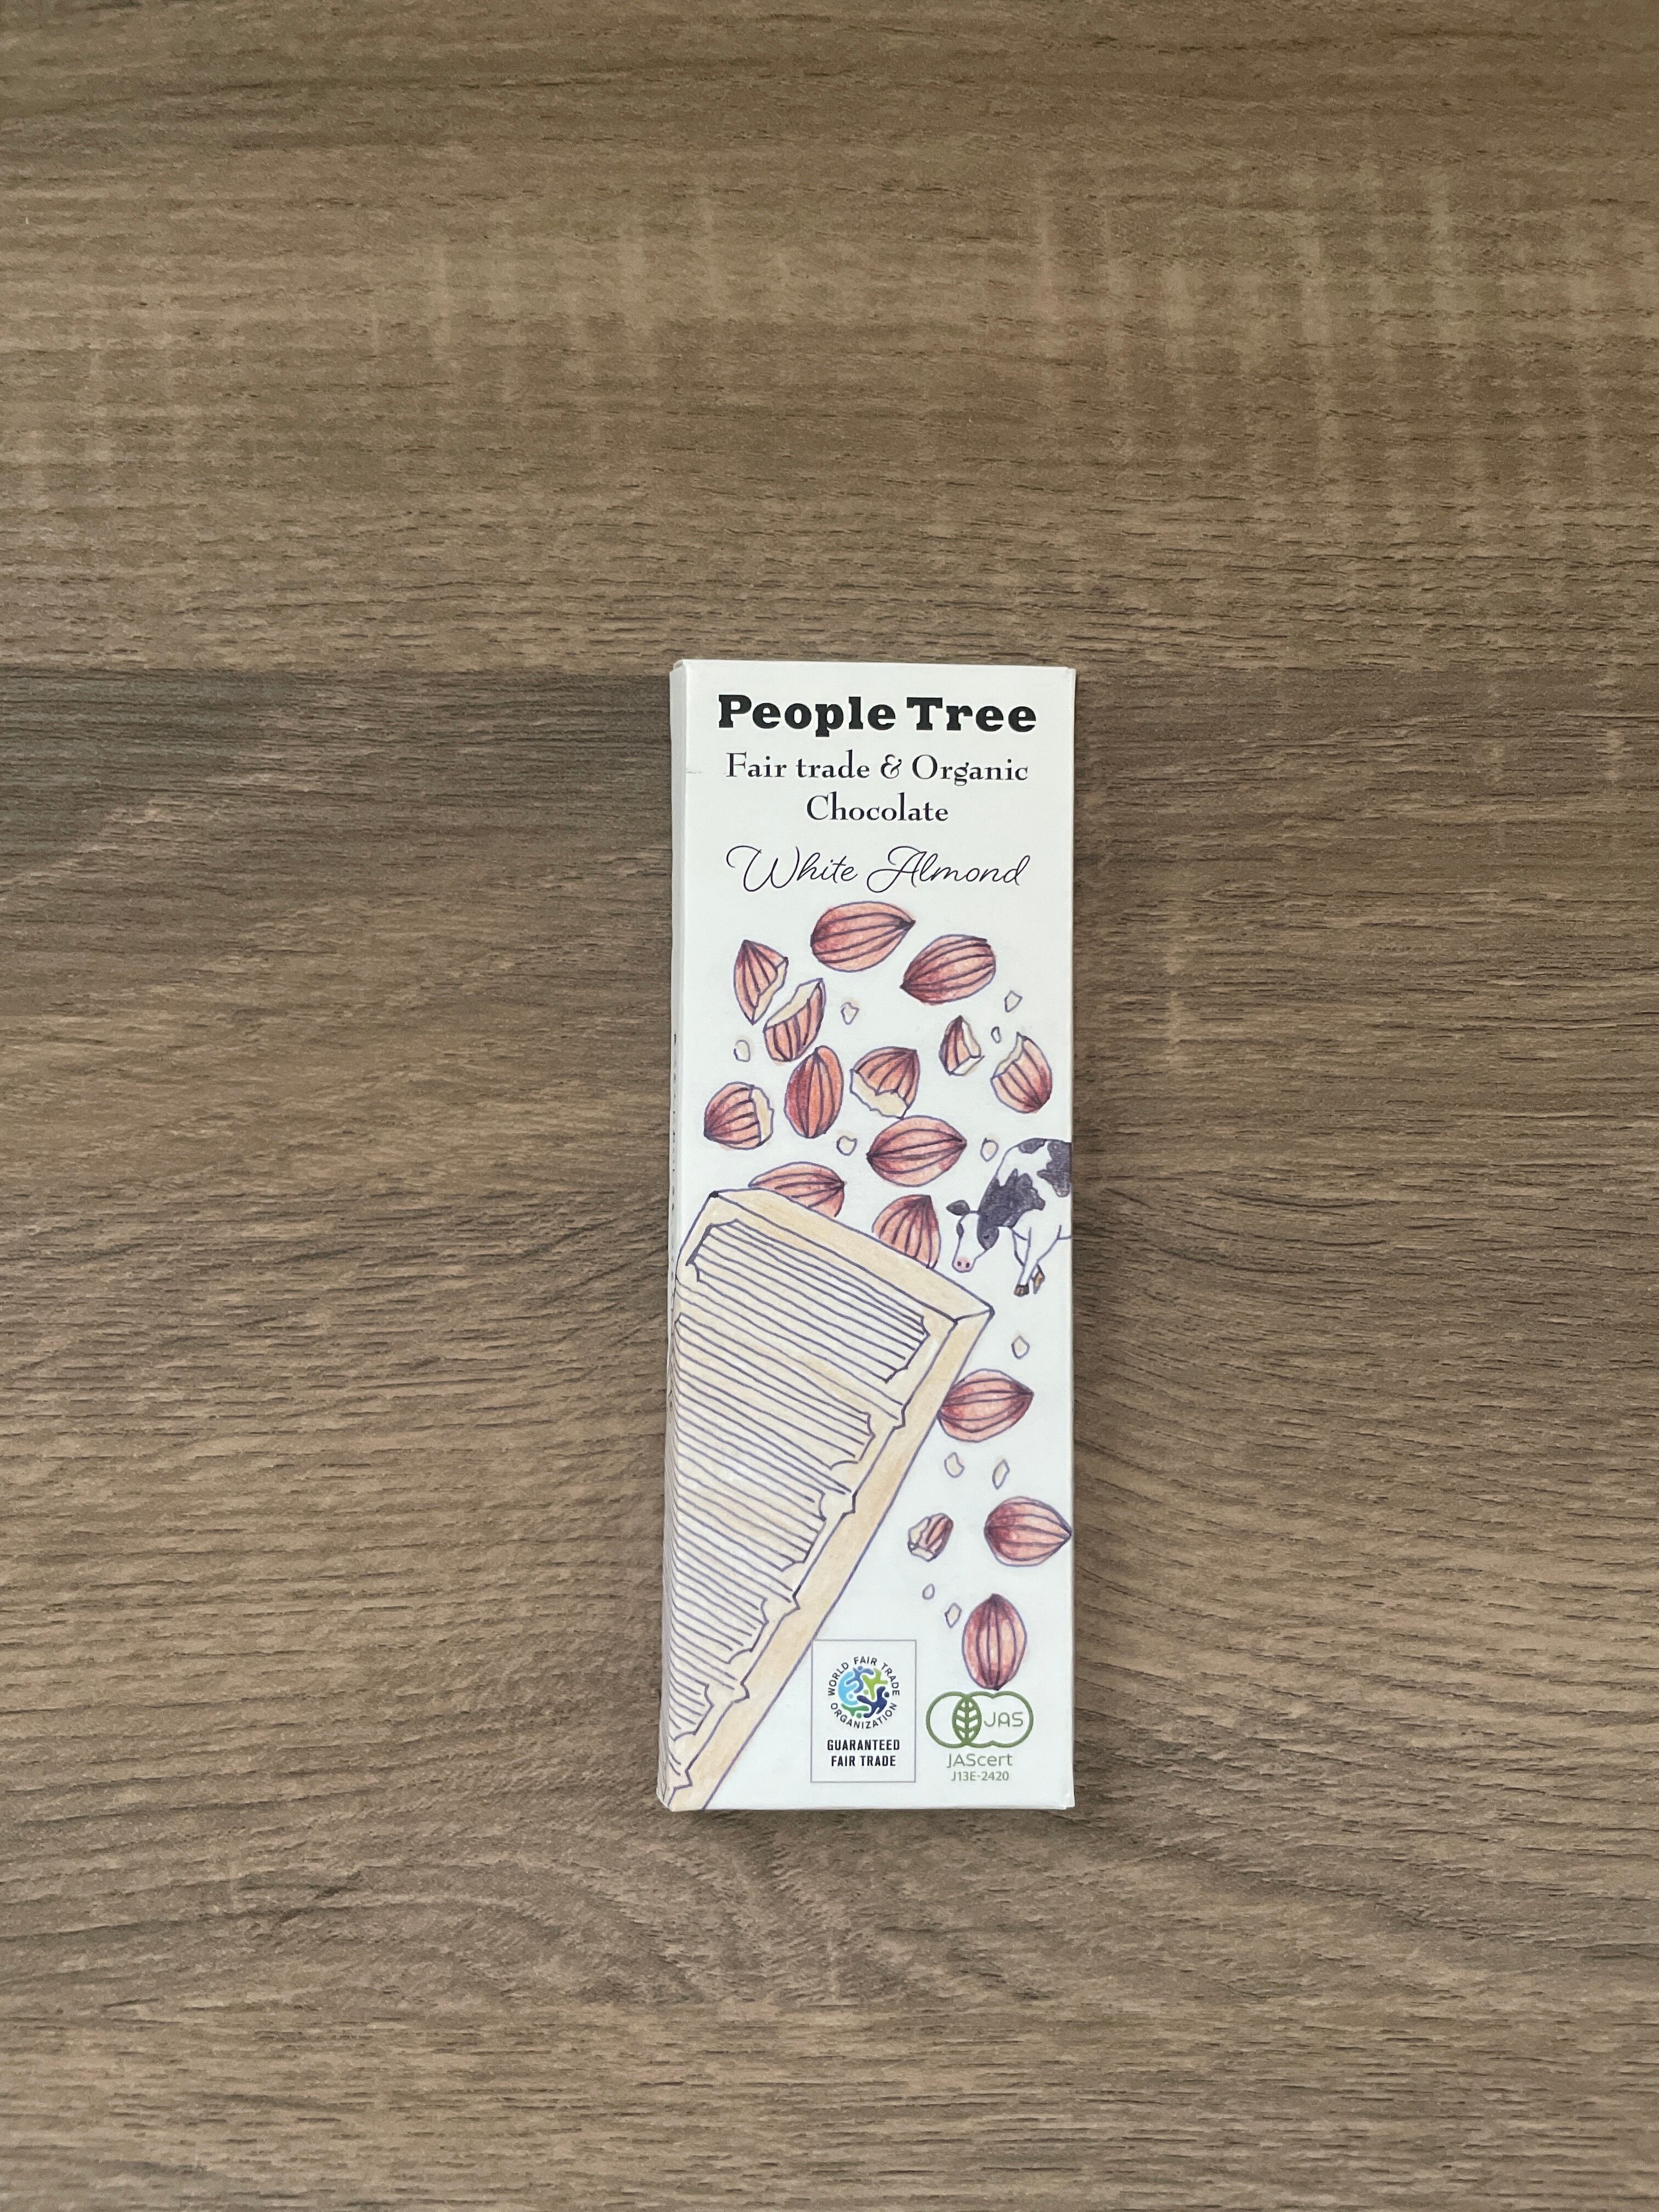 People Tree
Fair trade & Organic
Chocolate
White Almond
WORLD FAIR TRADE
ORGANIZATION
GUARANTEED
FAIR TRADE
JAS
JAScert
J13E-2420